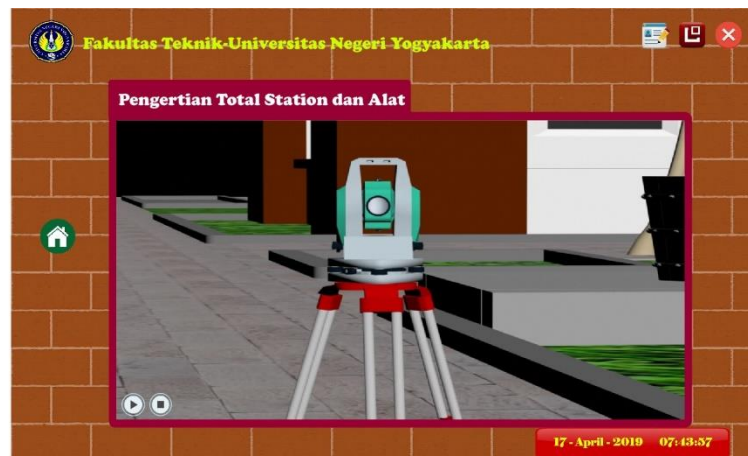 Fakultas Teknik-Universitas Negeri Yogyakarta
Pengertian Total Station dan Alat
17 - April - 2019 07:43:57